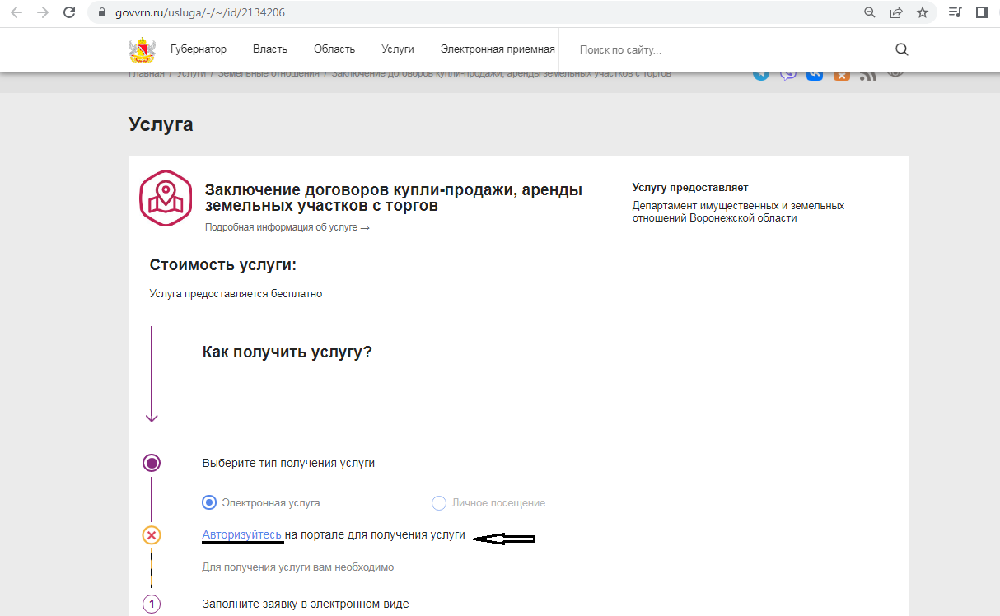 govvrn.ru/usluga/-/~/id/2134206
Губернатор Власть Область Услуги Электронная приемная Поиск по сайту...
Главная / Услуги / Земельные отношения / Заключение договоров купли-продажи, аренды земельных участков с торгов
Услуга
Заключение договоров купли-продажи, аренды
земельных участков с торгов
Подробная информация об услуге →
Услугу предоставляет
Департамент имущественных и земельных
отношений Воронежской области
Стоимость услуги:
Услуга предоставляется бесплатно
Как получить услугу?
Выберите тип получения услуги
Электронная услуга Личное посещение
Авторизуйтесь на портале для получения услуги
Для получения услуги вам необходимо
1 Заполните заявку в электронном виде